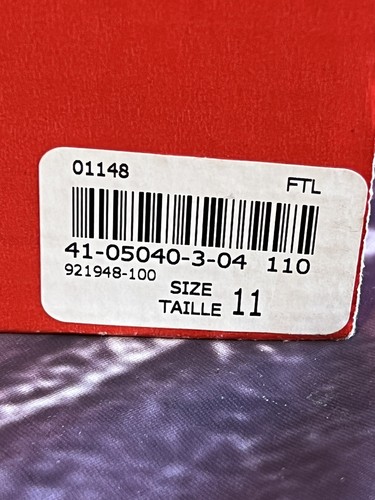 01148
FTL
41-05040-3-04 110
921948-100
SIZE
TAILLE 11